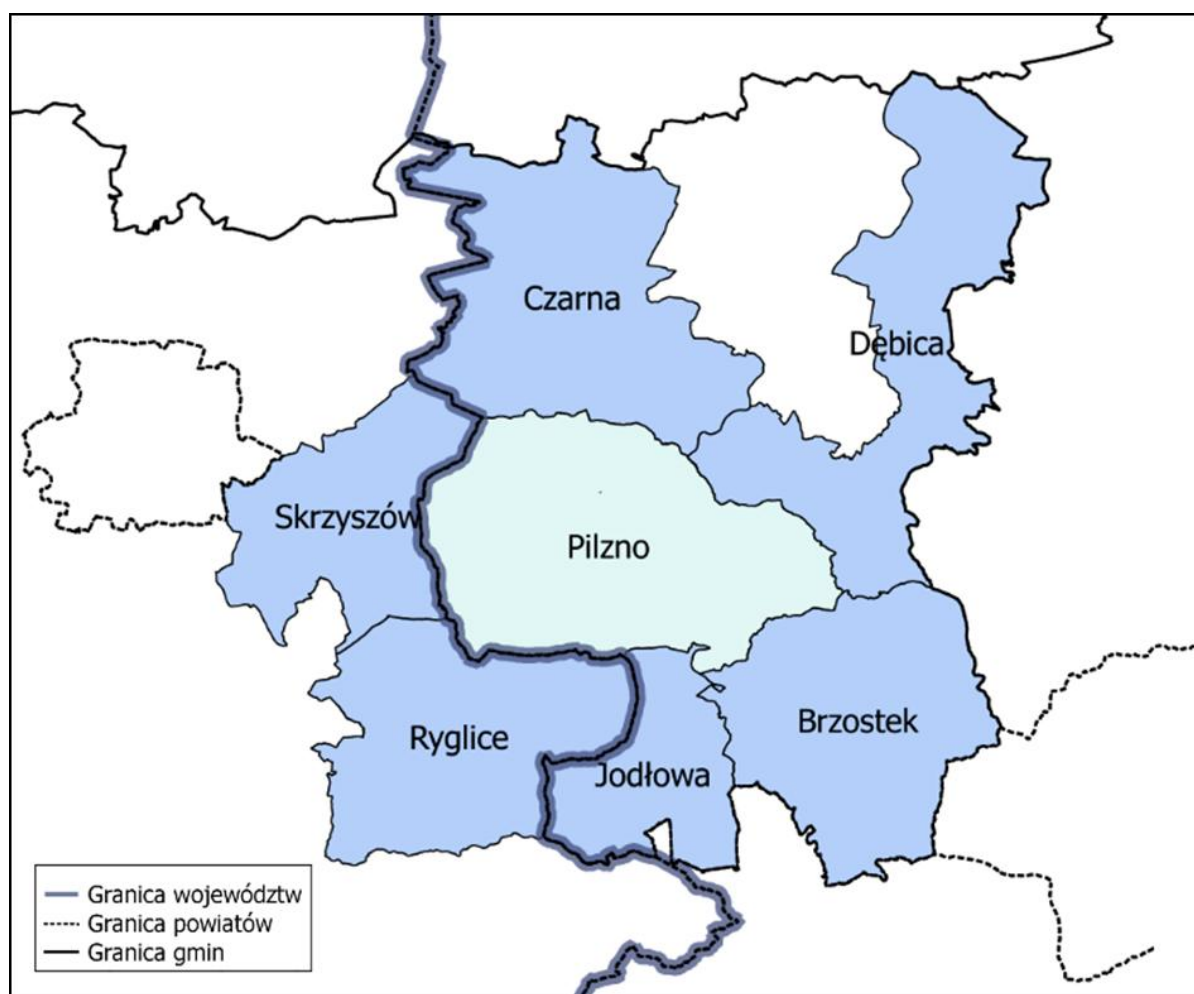 Czarna
Dębica
Skrzyszów
Pilzno
Ryglice
Brzostek
Jodłowa
Granica województw
Granica powiatów
Granica gmin